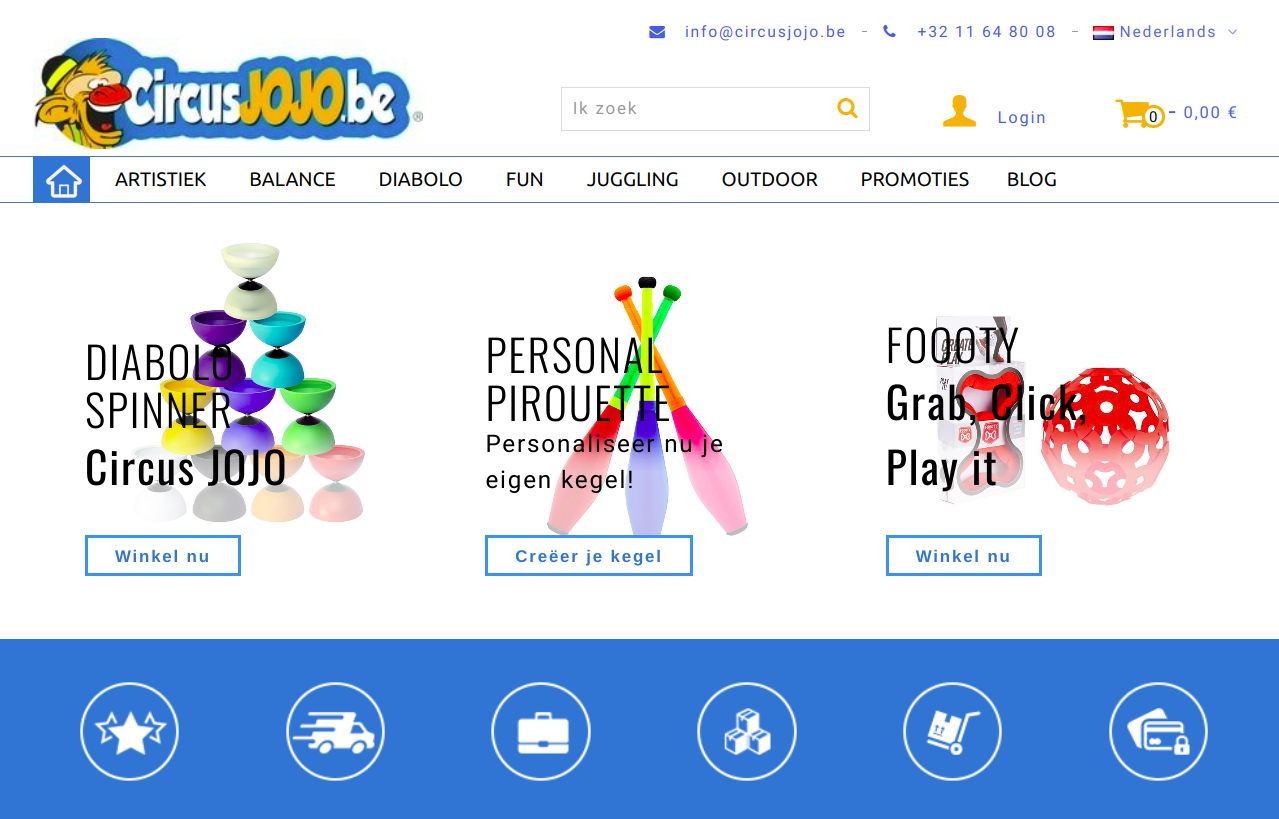 info@circusjojo.be - +32 11 64 80 08 - Nederlands
CircusJOJO.be ®
Ik zoek
Login
0 - 0,00 €
ARTISTIEK BALANCE DIABOLO FUN JUGGLING OUTDOOR PROMOTIES BLOG
DIABOLO
SPINNER
Circus JOJO
Winkel nu
PERSONAL
PIROUETTE
Personaliseer nu je
eigen kegel!
Creëer je kegel
FOOOTY
Grab, Click,
Play it
Winkel nu